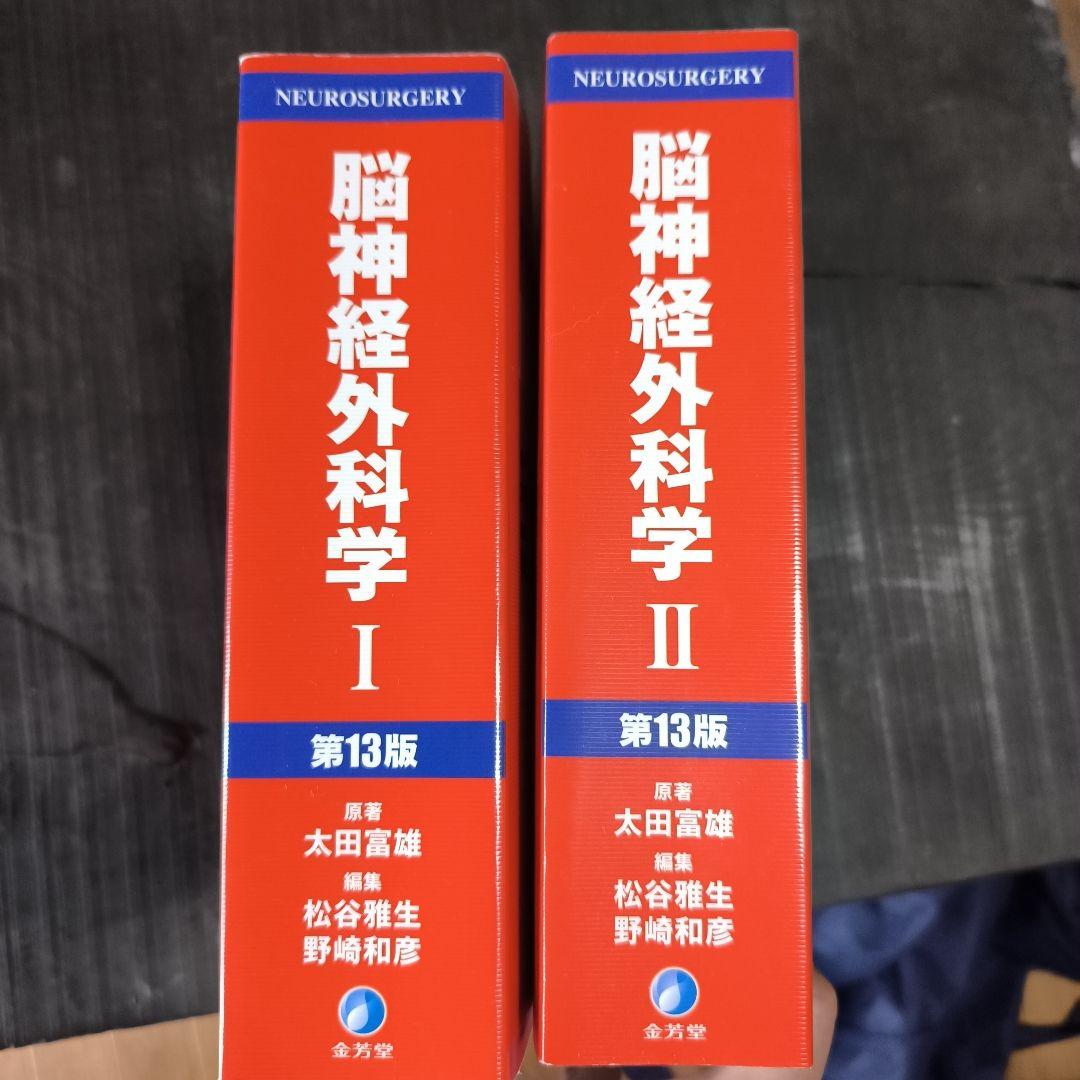 NEUROSURGERY
脳神経外科学 I
第13版
原著
太田富雄
編集
松谷雅生
野崎和彦
金芳堂
NEUROSURGERY
脳神経外科学 II
第13版
原著
太田富雄
編集
松谷雅生
野崎和彦
金芳堂